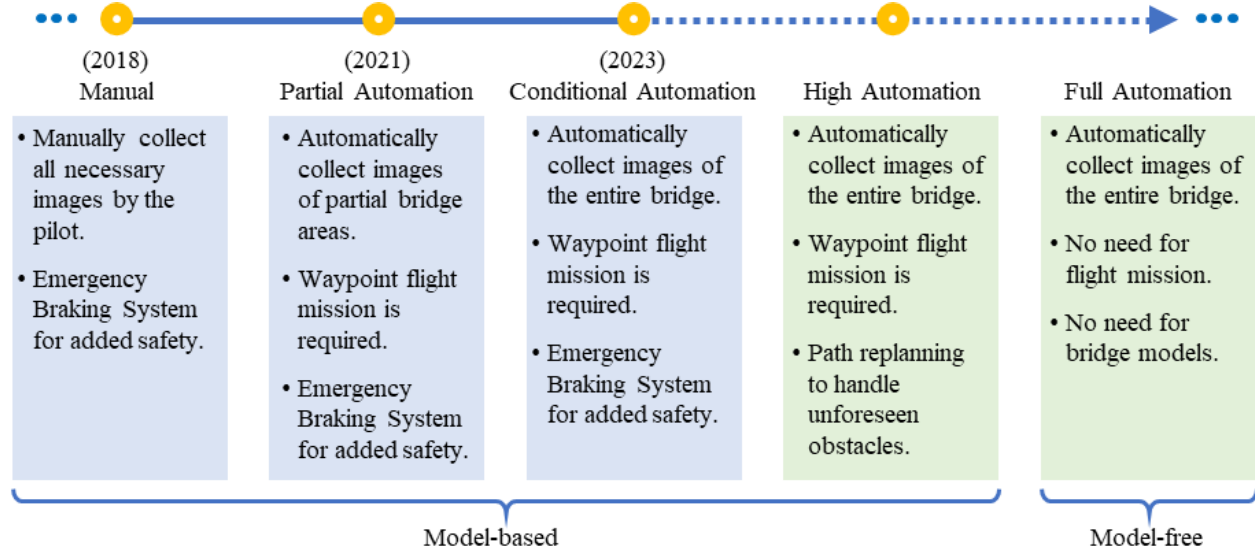 (2018)
Manual
• Manually collect
all necessary
images by the
pilot.
• Emergency
Braking System
for added safety.
(2021)
Partial Automation
• Automatically
collect images
of partial bridge
areas.
• Waypoint flight
mission is
required.
• Emergency
Braking System
for added safety.
(2023)
Conditional Automation
• Automatically
collect images of
the entire bridge.
• Waypoint flight
mission is
required.
• Emergency
Braking System
for added safety.
High Automation
• Automatically
collect images of
the entire bridge.
• Waypoint flight
mission is
required.
• Path replanning
to handle
unforeseen
obstacles.
Full Automation
• Automatically
collect images of
the entire bridge.
• No need for
flight mission.
• No need for
bridge models.
Model-based
Model-free